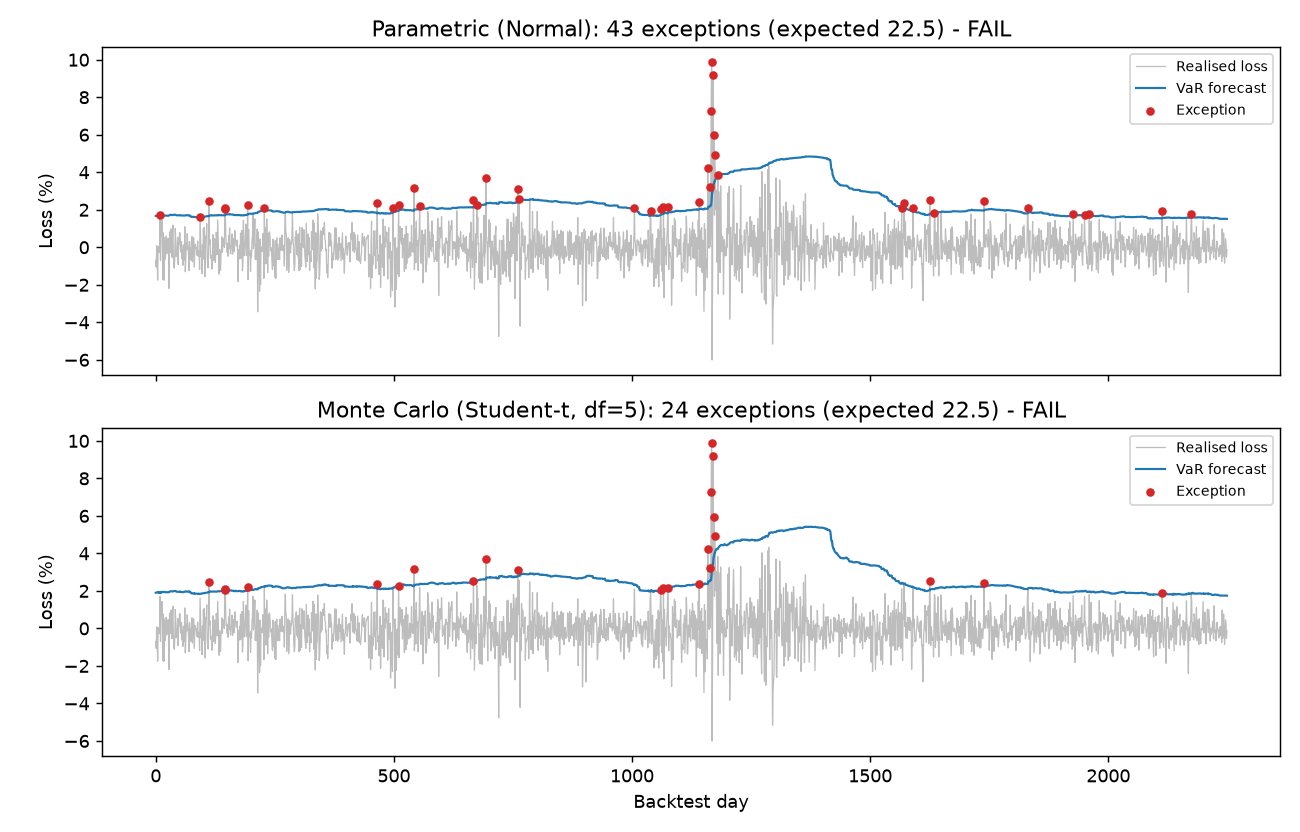 Parametric (Normal): 43 exceptions (expected 22.5) - FAIL
10
8
6
4
2
0
−2
−4
−6
Loss (%)
Realised loss
VaR forecast
Exception
Monte Carlo (Student-t, df=5): 24 exceptions (expected 22.5) - FAIL
10
8
6
4
2
0
−2
−4
−6
Loss (%)
Realised loss
VaR forecast
Exception
0 500 1000 1500 2000
Backtest day